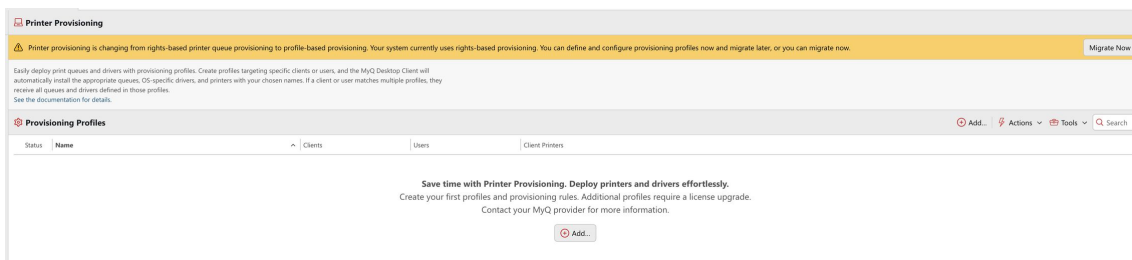 Printer Provisioning
Printer provisioning is changing from rights-based printer queue provisioning to profile-based provisioning. Your system currently uses rights-based provisioning. You can define and configure provisioning profiles now and migrate later, or you can migrate now.
Migrate Now
Easily deploy print queues and drivers with provisioning profiles. Create profiles targeting specific clients or users, and the MyQ Desktop Client will
automatically install the appropriate queues, OS-specific drivers, and printers with your chosen names. If a client or user matches multiple profiles, they
receive all queues and drivers defined in those profiles.
See the documentation for details.
Provisioning Profiles
Add... Actions Tools Search
Status Name Clients Users Client Printers
Save time with Printer Provisioning. Deploy printers and drivers effortlessly.
Create your first profiles and provisioning rules. Additional profiles require a license upgrade.
Contact your MyQ provider for more information.
Add...